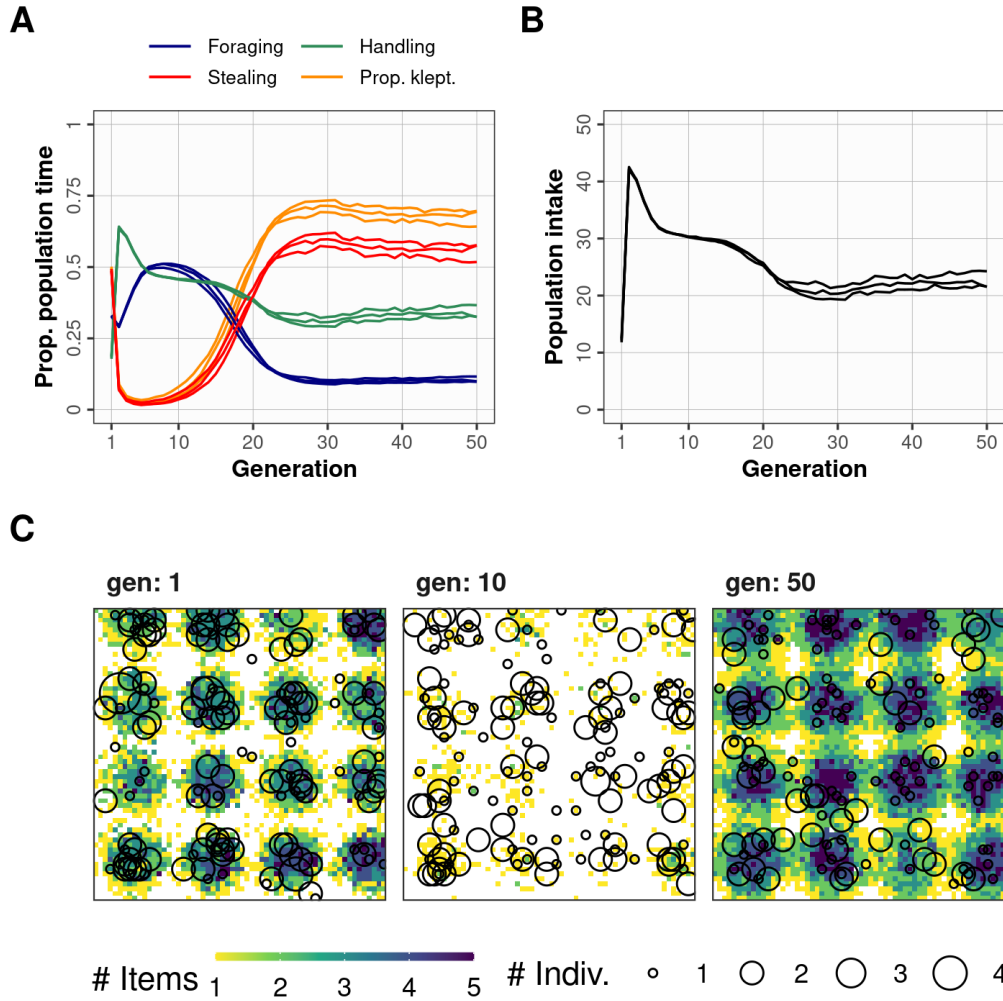 A
B
Foraging Handling
Stealing Prop. klept.
Prop. population time
0 0.25 0.5 0.75 1
1 10 20 30 40 50
Generation
Population intake
0 10 20 30 40 50
1 10 20 30 40 50
Generation
C
gen: 1
gen: 10
gen: 50
# Items 1 2 3 4 5
# Indiv. 1 2 3 4